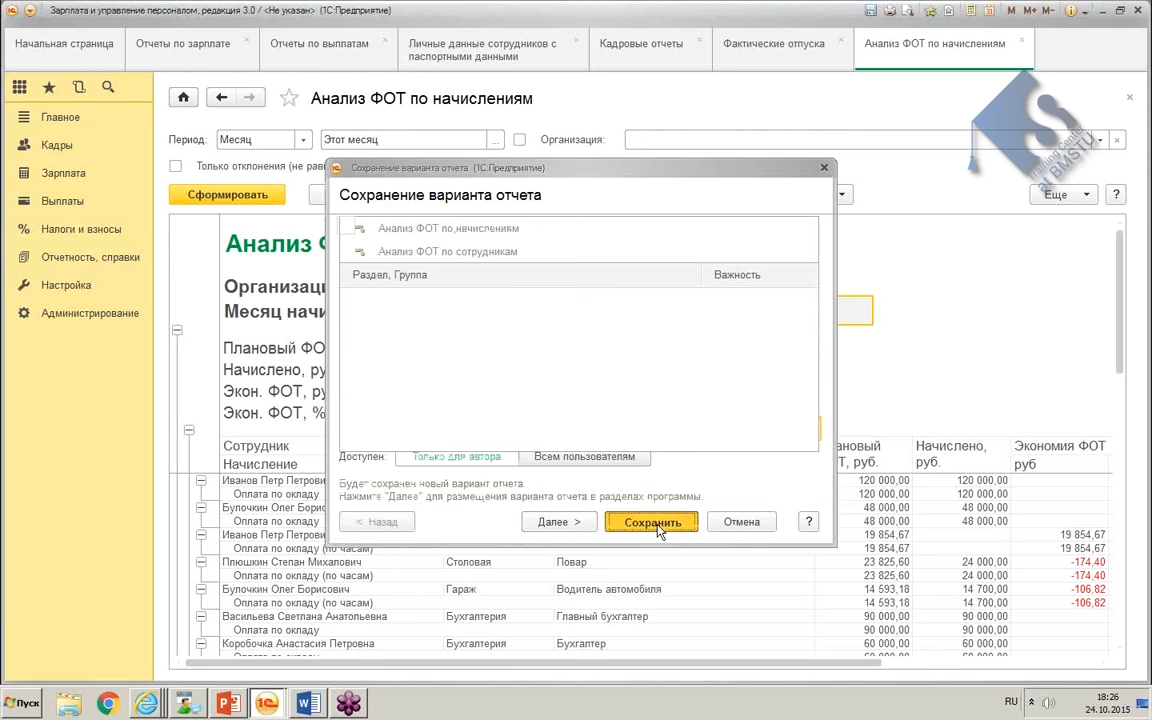 Зарплата и управление персоналом, редакция 3.0 / <Не указан> (1С:Предприятие)
M M+ M-
Начальная страница
Отчеты по зарплате
Отчеты по выплатам
Личные данные сотрудников с паспортными данными
Кадровые отчеты
Фактические отпуска
Анализ ФОТ по начислениям
Главное
Кадры
Зарплата
Выплаты
Налоги и взносы
Отчетность, справки
Настройка
Администрирование
Анализ ФОТ по начислениям
Период: Месяц Этот месяц ... Организация:
Только отклонения (не рав
Сформировать
Еще ?
Training Center
at BMSTU
Сохранение варианта отчета (1С:Предприятие)
Сохранение варианта отчета
Анализ ФОТ по начислениям
Анализ ФОТ по сотрудникам
Раздел, Группа Важность
Доступен: Только для автора Всем пользователям
Будет сохранен новый вариант отчета.
Нажмите "Далее" для размещения варианта отчета в разделах программы.
< Назад Далее > Сохранить Отмена ?
Анализ Ф
Организаци
Месяц начи
Плановый ФО
Начислено, ру
Экон. ФОТ, ру
Экон. ФОТ, %
Сотрудник ановый Начислено, Экономия ФОТ
Начисление Т, руб. руб. руб
Иванов Петр Петрови 120 000,00 120 000,00
Оплата по окладу 120 000,00 120 000,00
Булочкин Олег Борисо 48 000,00 48 000,00
Оплата по окладу 48 000,00 48 000,00
Иванов Петр Петрови 19 854,67 19 854,67
Оплата по окладу (по 19 854,67 19 854,67
Плюшкин Степан Михалович Столовая Повар 23 825,60 24 000,00 -174,40
Оплата по окладу (по часам) 23 825,60 24 000,00 -174,40
Булочкин Олег Борисович Гараж Водитель автомобиля 14 593,18 14 700,00 -106,82
Оплата по окладу (по часам) 14 593,18 14 700,00 -106,82
Васильева Светлана Анатольевна Бухгалтерия Главный бухгалтер 90 000,00 90 000,00
Оплата по окладу 90 000,00 90 000,00
Коробочка Анастасия Петровна Бухгалтерия Бухгалтер 60 000,00 60 000,00
Пуск
RU
18:26
24.10.2015